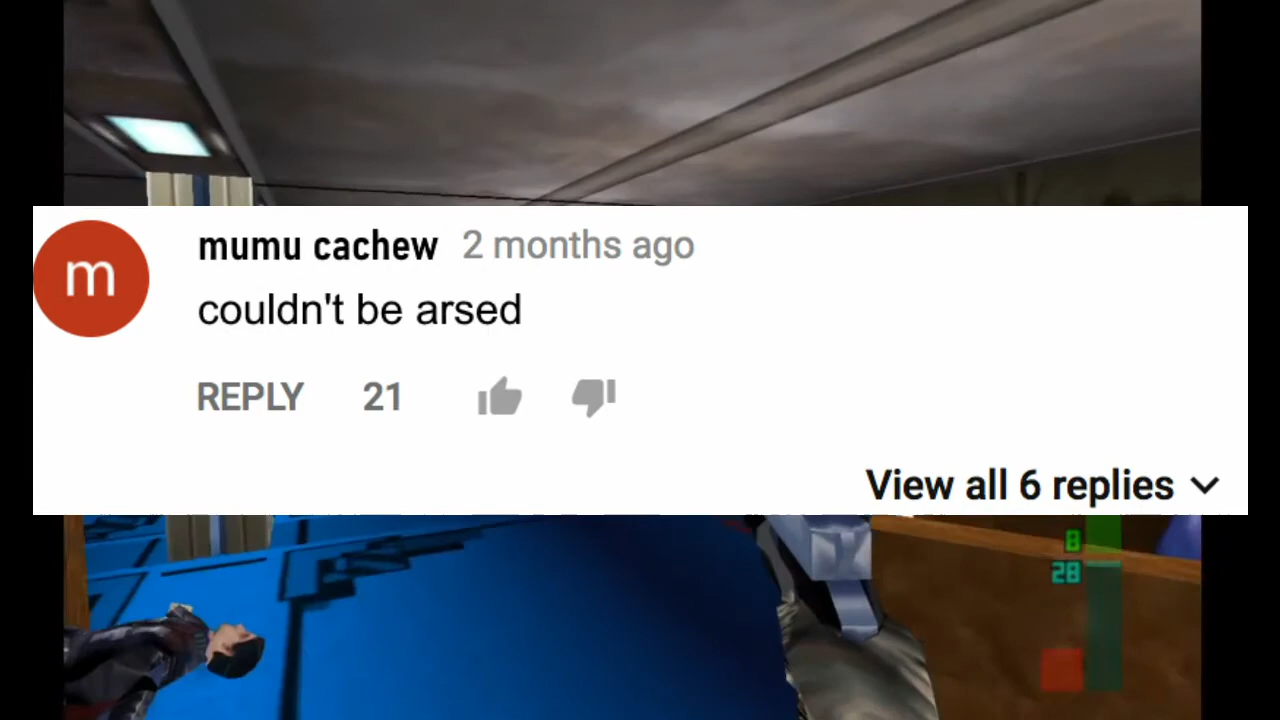 mumu cachew 2 months ago
m
couldn't be arsed
REPLY 21
View all 6 replies
8
28